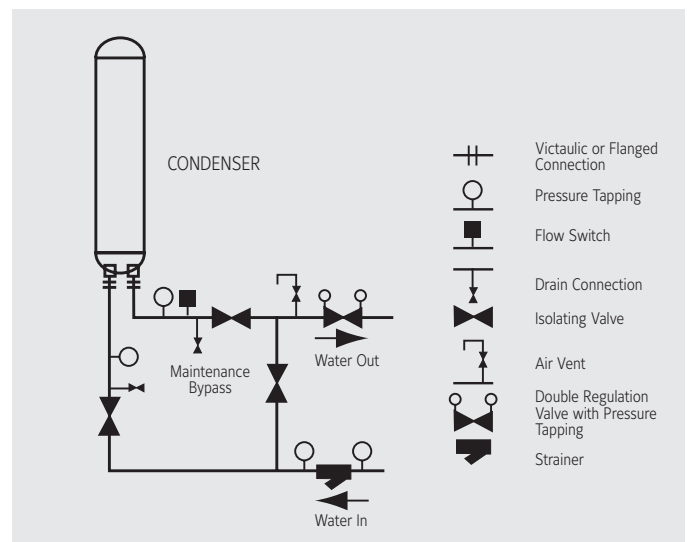 CONDENSER
Maintenance
Bypass
Water Out
Water In
Victaulic or Flanged
Connection
Pressure Tapping
Flow Switch
Drain Connection
Isolating Valve
Air Vent
Double Regulation
Valve with Pressure
Tapping
Strainer